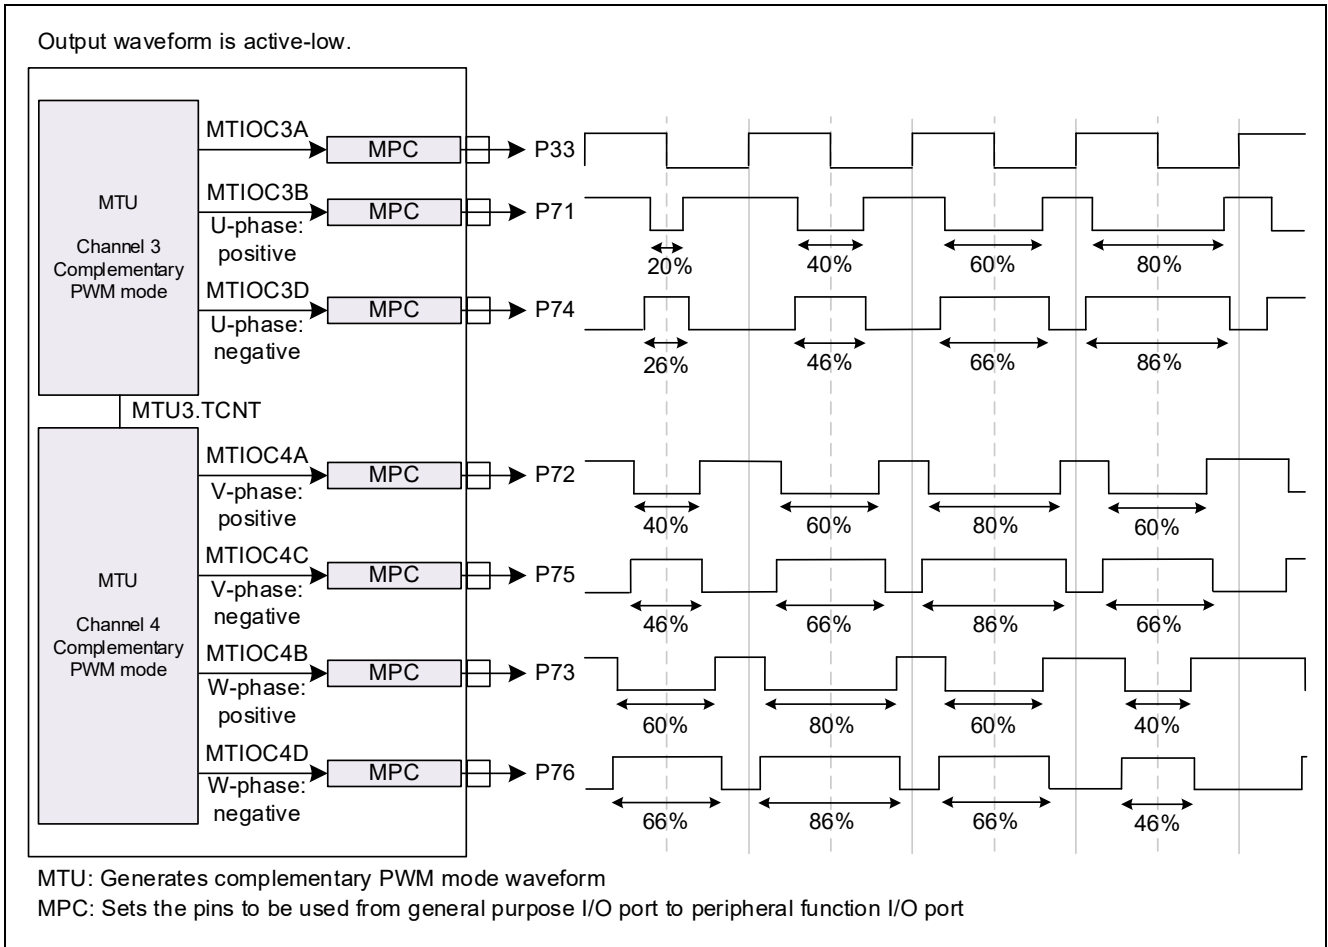 Output waveform is active-low.
MTU
Channel 3
Complementary
PWM mode
MTIOC3A
MPC
P33
MTIOC3B
U-phase:
positive
MPC
P71
20%
40%
60%
80%
MTIOC3D
U-phase:
negative
MPC
P74
26%
46%
66%
86%
MTU3.TCNT
MTU
Channel 4
Complementary
PWM mode
MTIOC4A
V-phase:
positive
MPC
P72
40%
60%
80%
60%
MTIOC4C
V-phase:
negative
MPC
P75
46%
66%
86%
66%
MTIOC4B
W-phase:
positive
MPC
P73
60%
80%
60%
40%
MTIOC4D
W-phase:
negative
MPC
P76
66%
86%
66%
46%
MTU: Generates complementary PWM mode waveform
MPC: Sets the pins to be used from general purpose I/O port to peripheral function I/O port